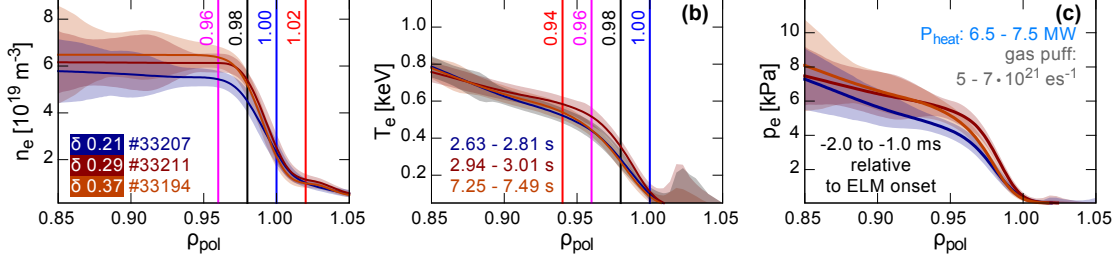 n_e [10^19 m^-3]
8
6
4
2
0.96
0.98
1.00
1.02
δ 0.21 #33207
δ 0.29 #33211
δ 0.37 #33194
0.85 0.90 0.95 1.00 1.05
ρ_pol
(b)
T_e [keV]
1.0
0.8
0.6
0.4
0.2
0.94
0.96
0.98
1.00
2.63 - 2.81 s
2.94 - 3.01 s
7.25 - 7.49 s
0.85 0.90 0.95 1.00 1.05
ρ_pol
(c)
p_e [kPa]
10
8
6
4
2
P_heat: 6.5 - 7.5 MW
gas puff:
5 - 7·10^21 es^-1
-2.0 to -1.0 ms
relative
to ELM onset
0.85 0.90 0.95 1.00 1.05
ρ_pol